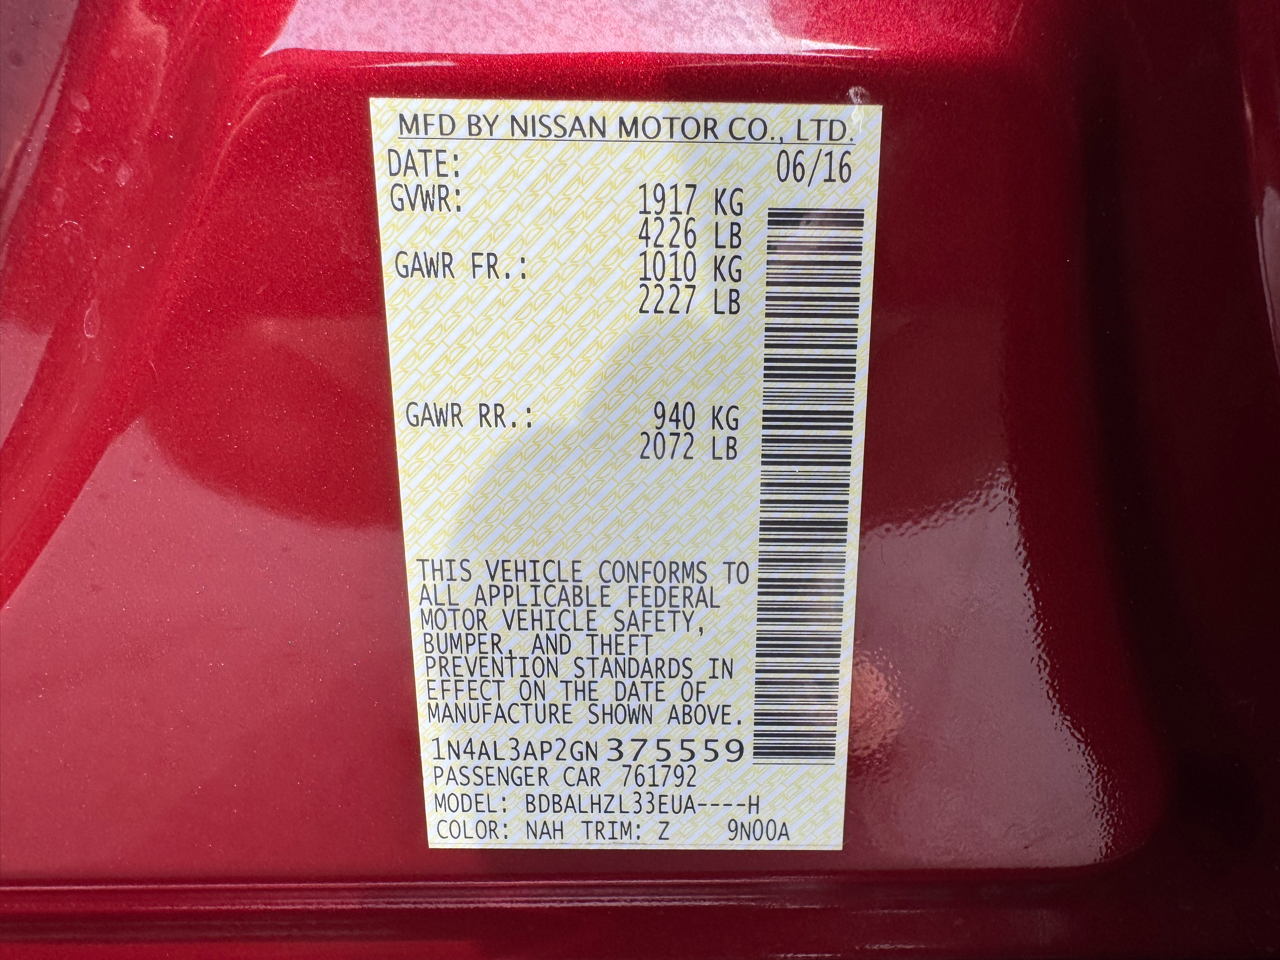 MFD BY NISSAN MOTOR CO., LTD.
DATE: 06/16
GVWR: 1917 KG
4226 LB
GAWR FR.: 1010 KG
2227 LB
GAWR RR.: 940 KG
2072 LB
THIS VEHICLE CONFORMS TO
ALL APPLICABLE FEDERAL
MOTOR VEHICLE SAFETY,
BUMPER, AND THEFT
PREVENTION STANDARDS IN
EFFECT ON THE DATE OF
MANUFACTURE SHOWN ABOVE.
1N4AL3AP2GN375559
PASSENGER CAR 761792
MODEL: BDBALHZL33EUA----H
COLOR: NAH TRIM: Z 9N00A